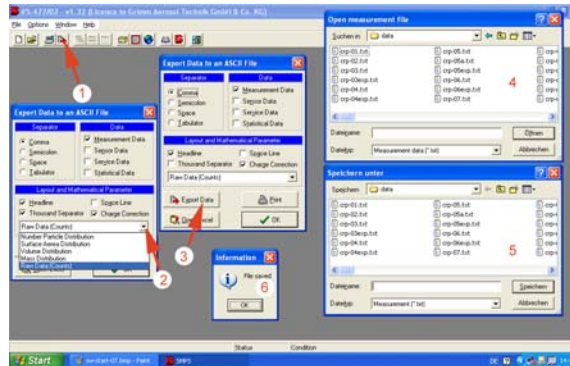 PS-477/02 - v1.32 (Licence to Grimm Aerosol Technik GmbH & Co. KG)
File Options Window Help
1
Export Data to an ASCII File
Separator
Data
Comma
Semicolon
Space
Tabulator
Measurement Data
Sensor Data
Service Data
Statistical Data
Layout and Mathematical Parameter
Headline
Space Line
Thousand Separator
Charge Correction
Raw Data (Counts)
Number Particle Distribution
Surface Aerea Distribution
Volume Distribution
Mass Distribution
Raw Data (Counts)
2
Export Data to an ASCII File
Separator
Data
Comma
Semicolon
Space
Tabulator
Measurement Data
Sensor Data
Service Data
Statistical Data
Layout and Mathematical Parameter
Headline
Space Line
Thousand Separator
Charge Correction
Raw Data (Counts)
Export Data
Print
OK
3
Information
File saved.
6
OK
Open measurement file
Suchen in:
data
crp-01.txt
crp-02.txt
crp-03.txt
crp-03exp.txt
crp-04.txt
crp-04exp.txt
crp-05.txt
crp-05a.txt
crp-05exp.txt
crp-06.txt
crp-06exp.txt
crp-07.txt
4
Dateiname:
Öffnen
Dateityp:
Measurement data (*.txt)
Abbrechen
Speichern unter
Speichern
data
crp-01.txt
crp-02.txt
crp-03.txt
crp-03exp.txt
crp-04.txt
crp-04exp.txt
crp-05.txt
crp-05a.txt
crp-05exp.txt
crp-06.txt
crp-06exp.txt
crp-07.txt
5
Dateiname:
Speichern
Dateityp:
Measurement (*.txt)
Abbrechen
Status
Condition
Start
- Paint
SMPS
DE